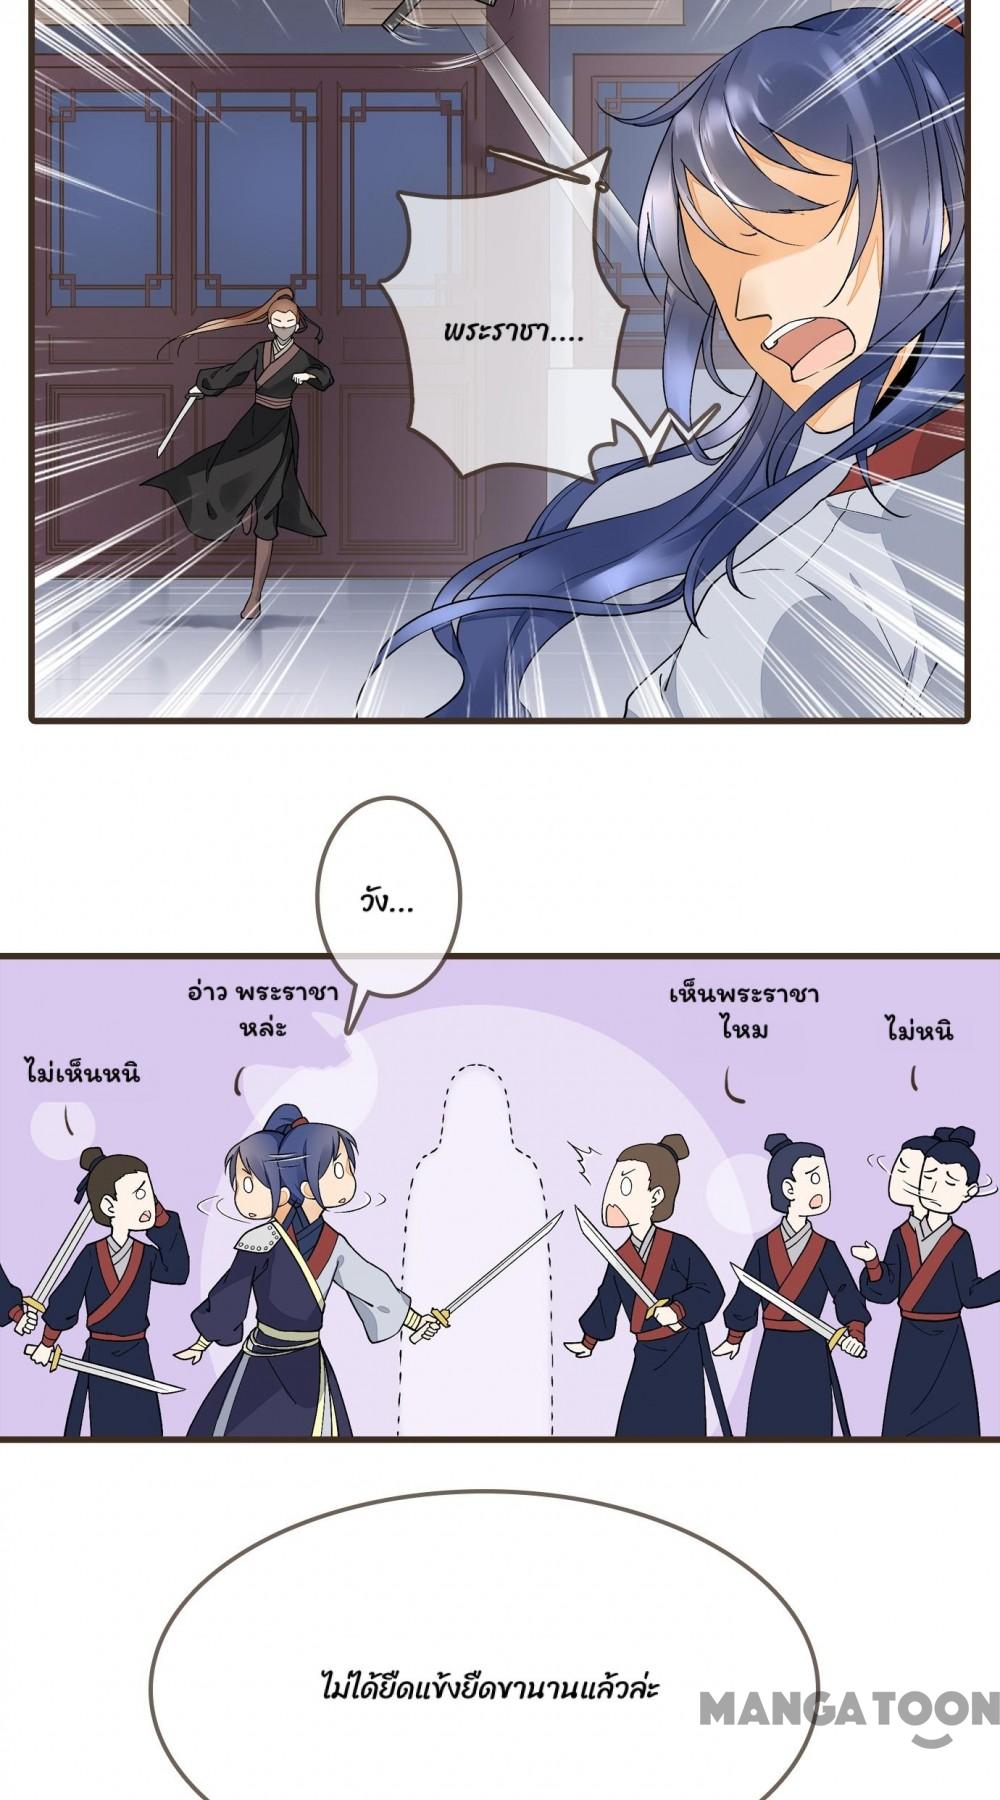 พระราชา....
วัง...
อ่าว พระราชา
หล่ะ
เห็นพระราชา
ไหม
ไม่หนิ
ไม่เห็นหนิ
ไม่ได้ยืดแข้งยืดขานานแล้วล่ะ
MANGATOON